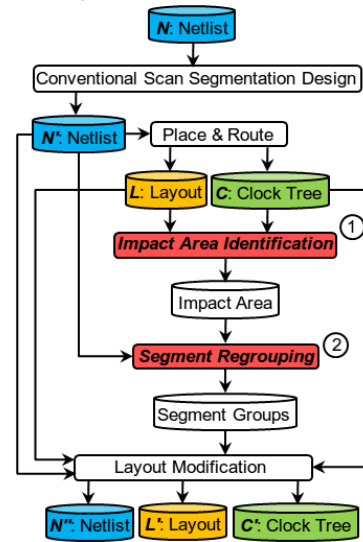 N: Netlist
Conventional Scan Segmentation Design
N': Netlist
Place & Route
L: Layout
C: Clock Tree
1
Impact Area Identification
Impact Area
2
Segment Regrouping
Segment Groups
Layout Modification
N": Netlist
L': Layout
C': Clock Tree